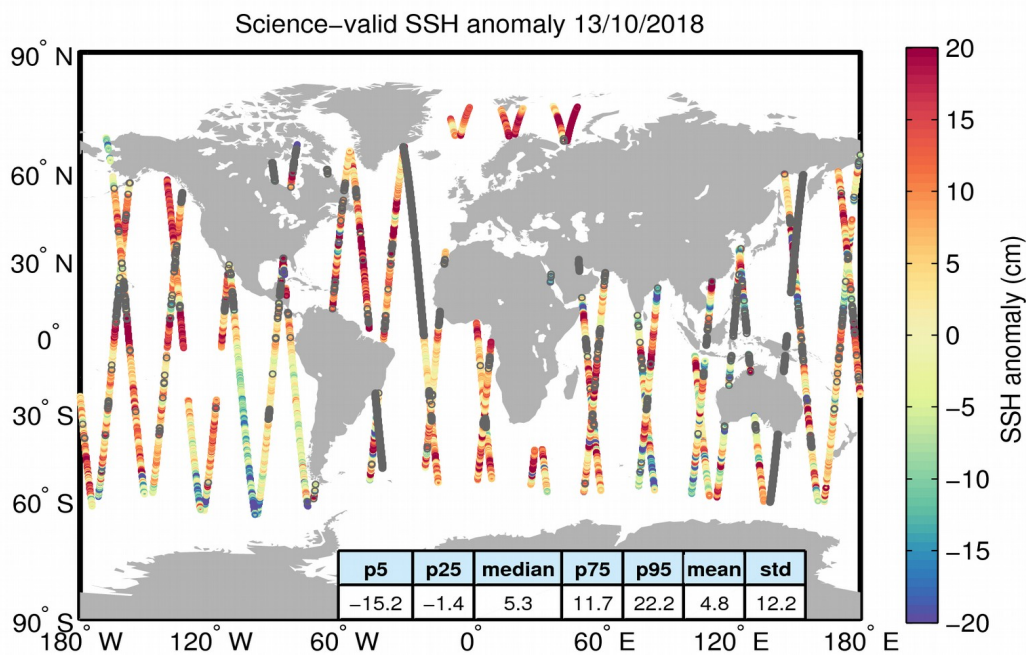 Science−valid SSH anomaly 13/10/2018
90° N
60° N
30° N
0°
30° S
60° S
90° S
180° W
120° W
60° W
0°
60° E
120° E
180° E
p5 p25 median p75 p95 mean std
−15.2 −1.4 5.3 11.7 22.2 4.8 12.2
20
15
10
5
0
−5
−10
−15
−20
SSH anomaly (cm)